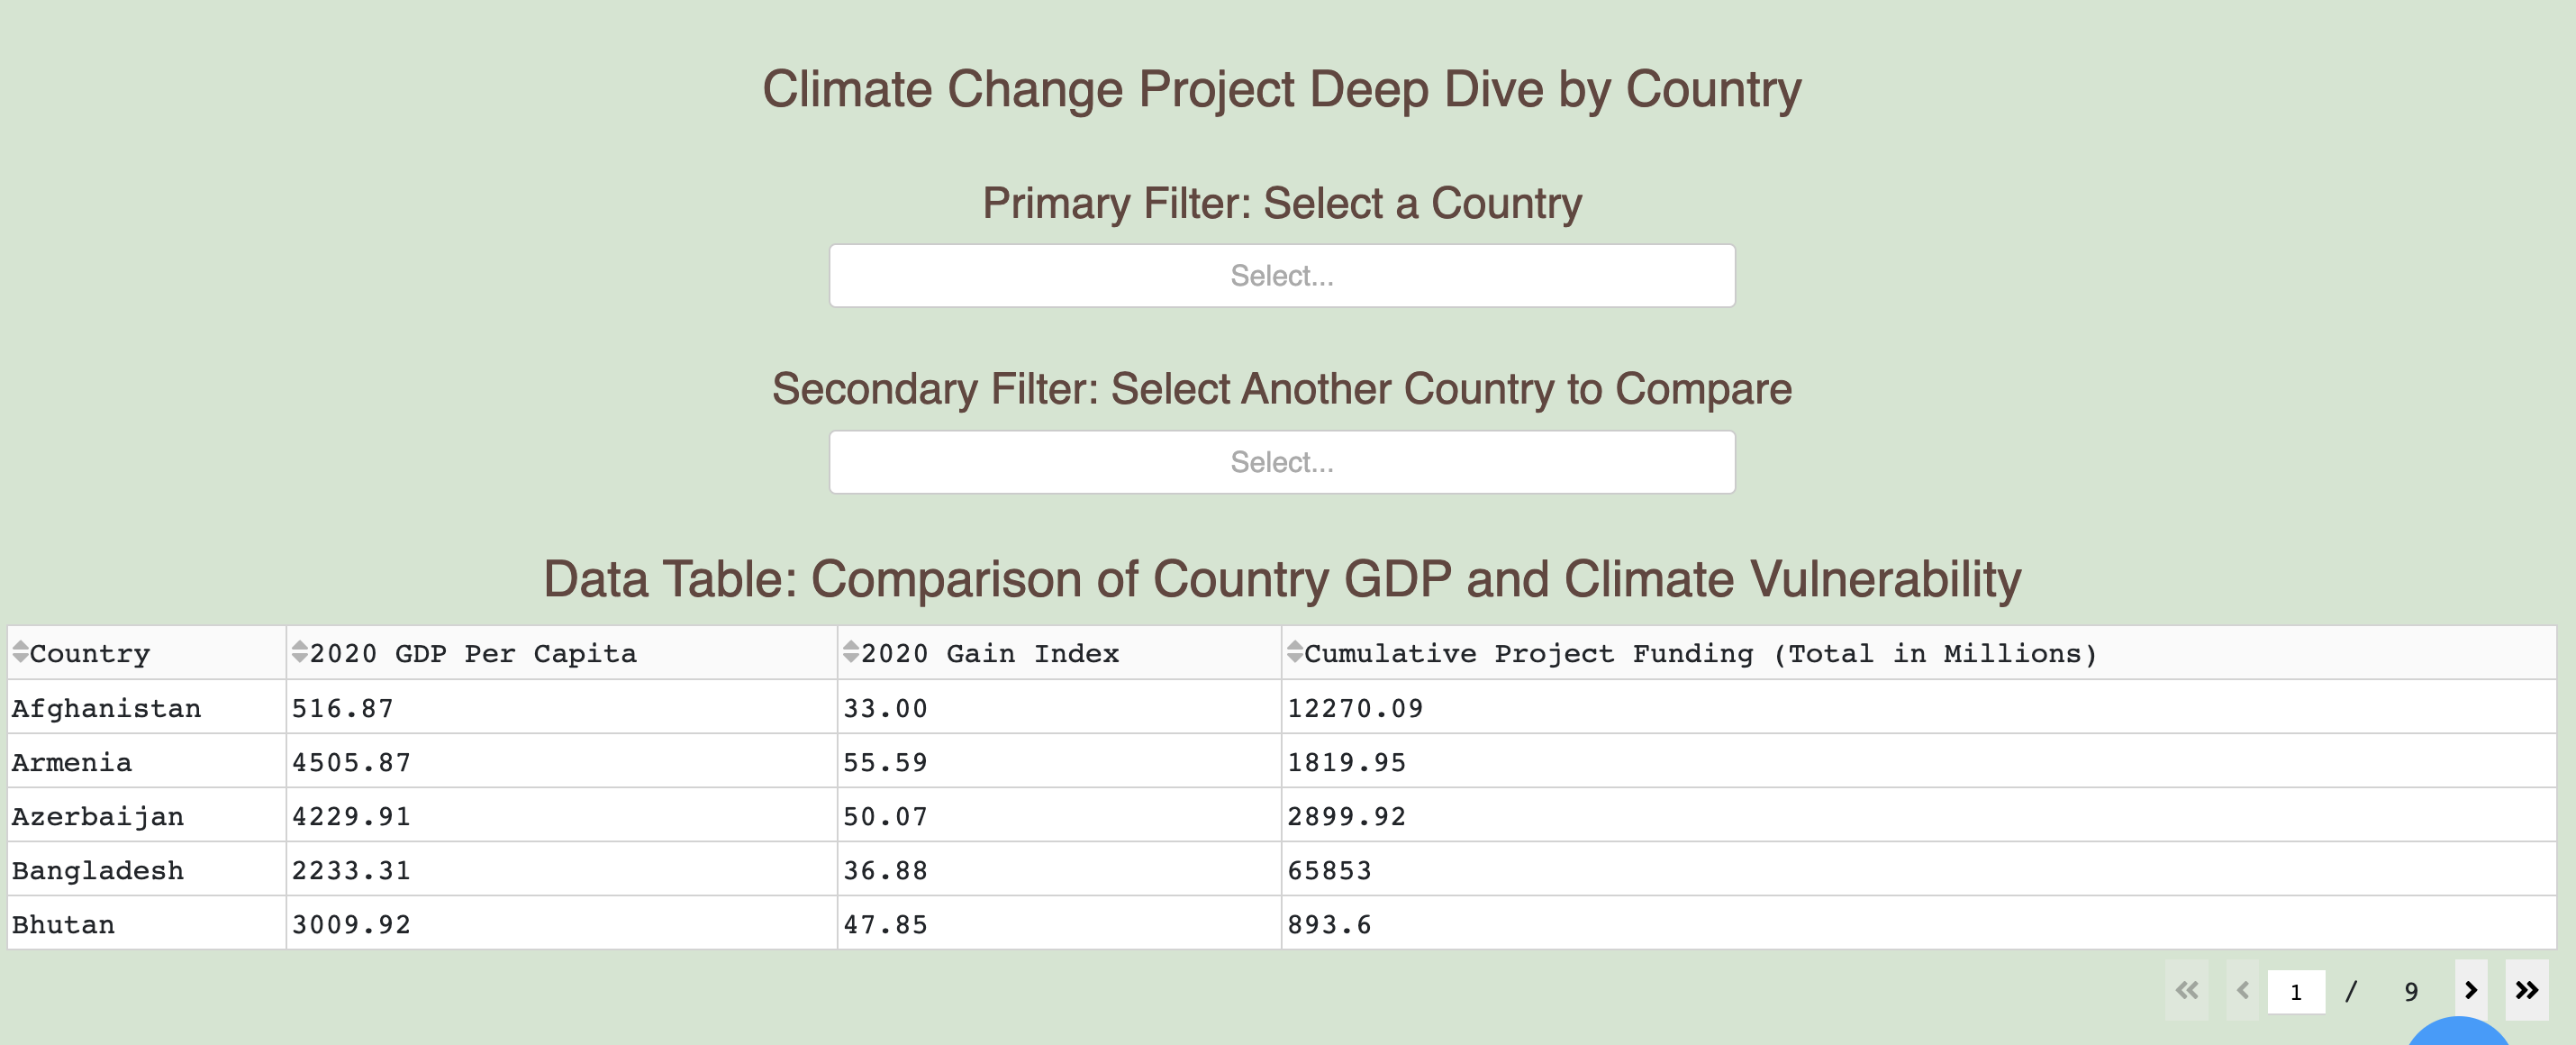 Climate Change Project Deep Dive by Country
Primary Filter: Select a Country
Select...
Secondary Filter: Select Another Country to Compare
Select...
Data Table: Comparison of Country GDP and Climate Vulnerability
Country 2020 GDP Per Capita 2020 Gain Index Cumulative Project Funding (Total in Millions)
Afghanistan 516.87 33.00 12270.09
Armenia 4505.87 55.59 1819.95
Azerbaijan 4229.91 50.07 2899.92
Bangladesh 2233.31 36.88 65853
Bhutan 3009.92 47.85 893.6
1 / 9